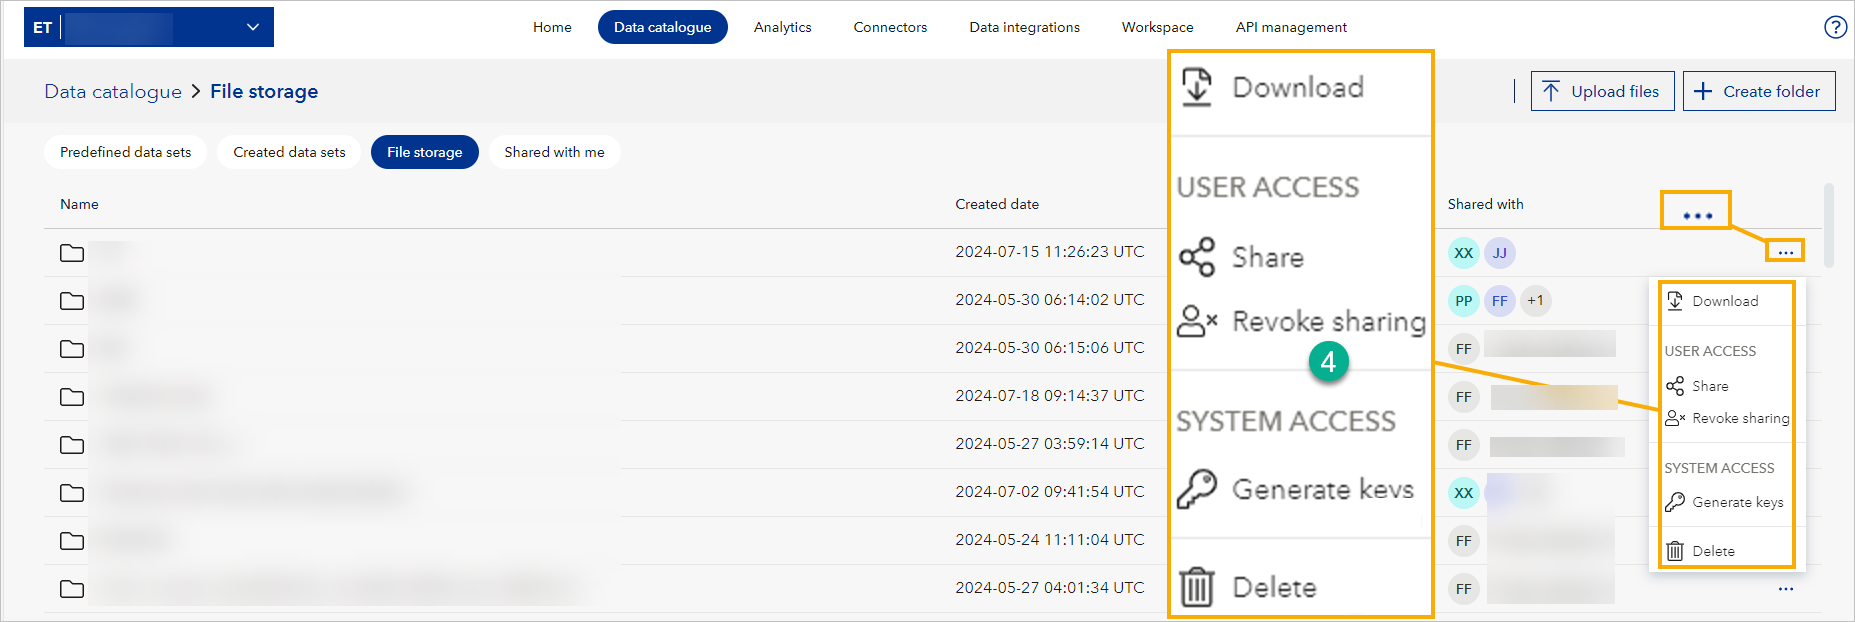 ET
Home
Data catalogue
Analytics
Connectors
Data integrations
Workspace
API management
?
Data catalogue > File storage
Upload files
Create folder
Predefined data sets
Created data sets
File storage
Shared with me
Name
Created date
Shared with
...
2024-07-15 11:26:23 UTC
XX JJ
...
2024-05-30 06:14:02 UTC
PP FF +1
2024-05-30 06:15:06 UTC
FF
2024-07-18 09:14:37 UTC
FF
2024-05-27 03:59:14 UTC
FF
2024-07-02 09:41:54 UTC
XX
2024-05-24 11:11:04 UTC
FF
2024-05-27 04:01:34 UTC
FF
...
Download
USER ACCESS
Share
Revoke sharing
4
SYSTEM ACCESS
Generate keys
Delete
Download
USER ACCESS
Share
Revoke sharing
SYSTEM ACCESS
Generate keys
Delete